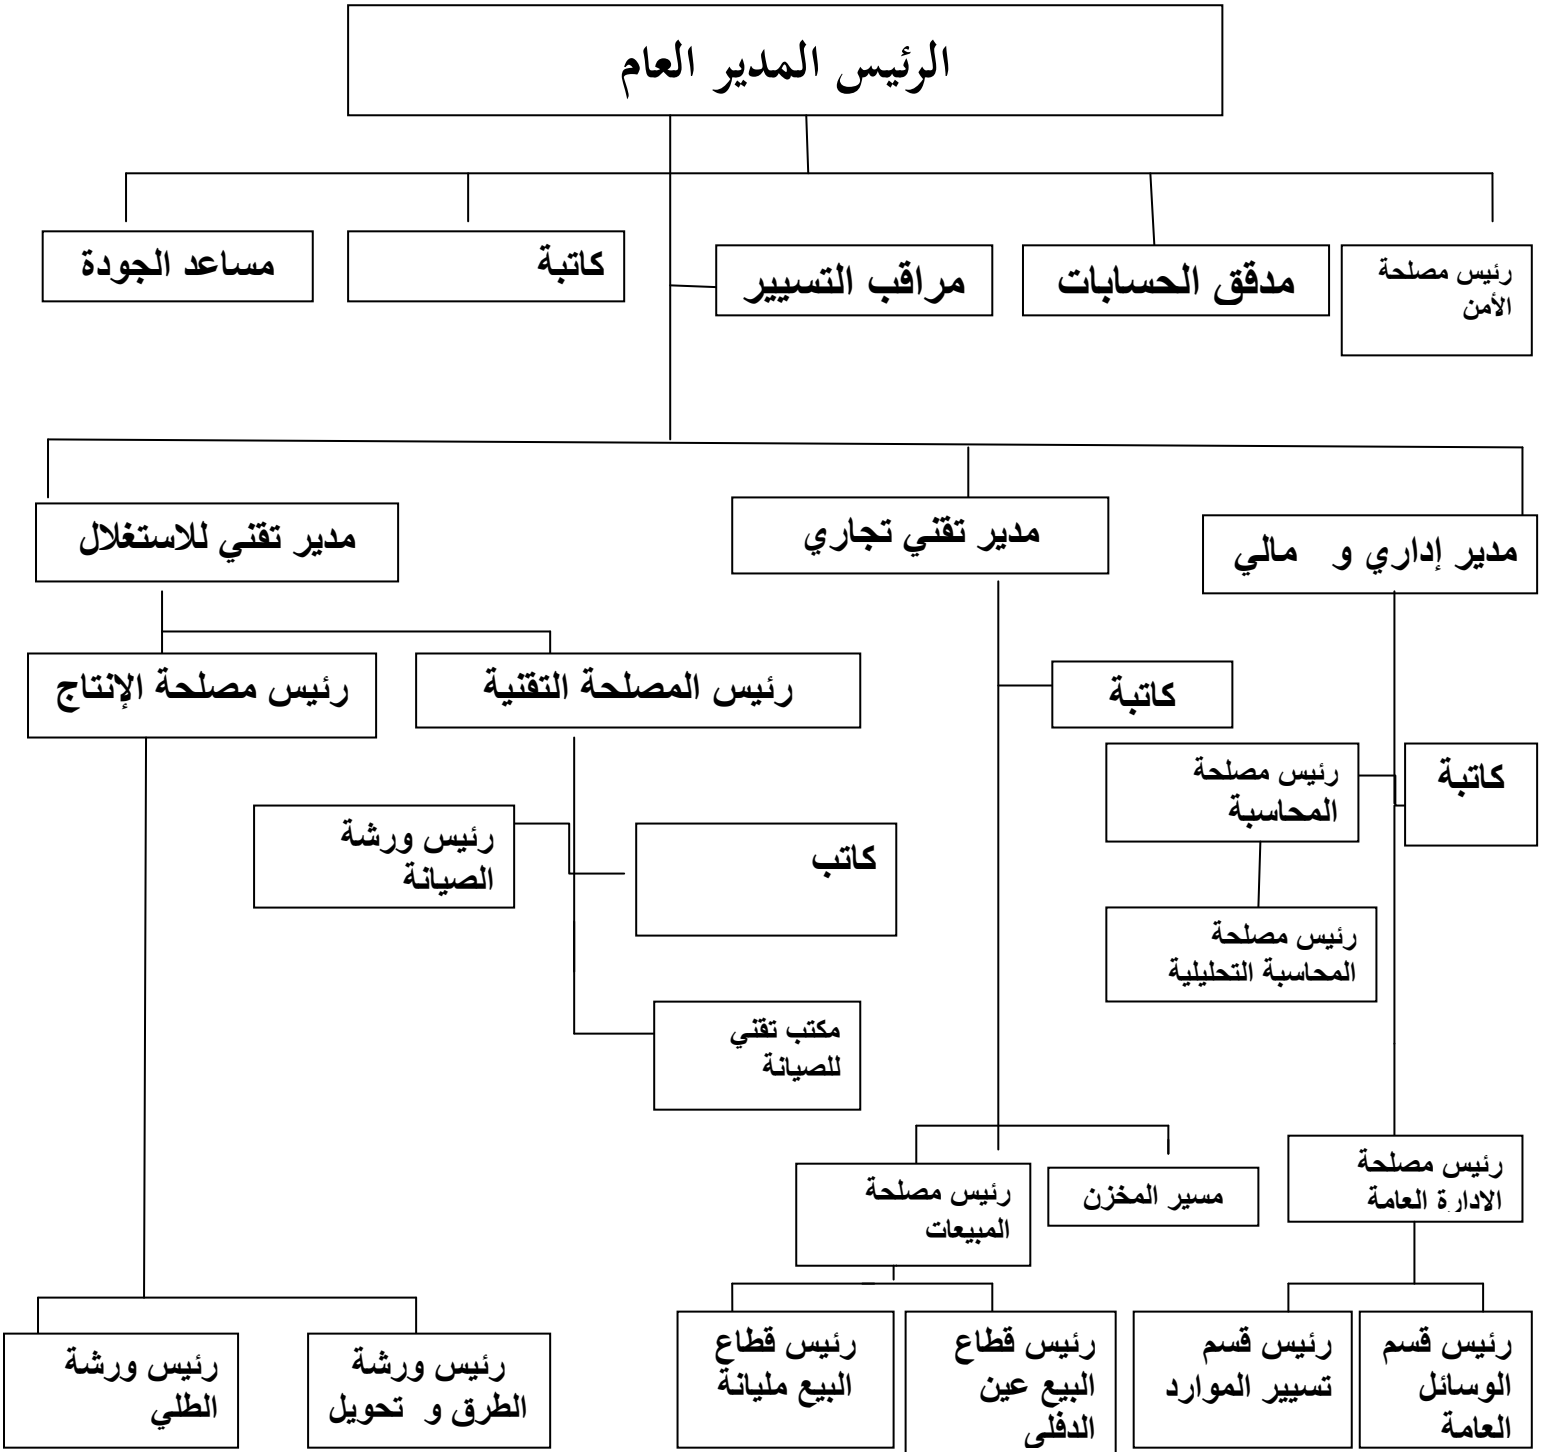 الرئيس المدير العام
رئيس مصلحة
الأمن
مدقق الحسابات
مراقب التسيير
كاتبة
مساعد الجودة
مدير إداري و مالي
مدير تقني تجاري
مدير تقني للاستغلال
كاتبة
رئيس المصلحة التقنية
رئيس مصلحة الإنتاج
كاتبة
رئيس مصلحة
المحاسبة
كاتب
رئيس ورشة
الصيانة
رئيس مصلحة
المحاسبة التحليلية
مكتب تقني
للصيانة
رئيس مصلحة
الادارة العامة
مسير المخزن
رئيس مصلحة
المبيعات
رئيس قسم
الوسائل
العامة
رئيس قسم
تسيير الموارد
رئيس قطاع
البيع عين
الدفلى
رئيس قطاع
البيع مليانة
رئيس ورشة
الطرق و تحويل
رئيس ورشة
الطلي